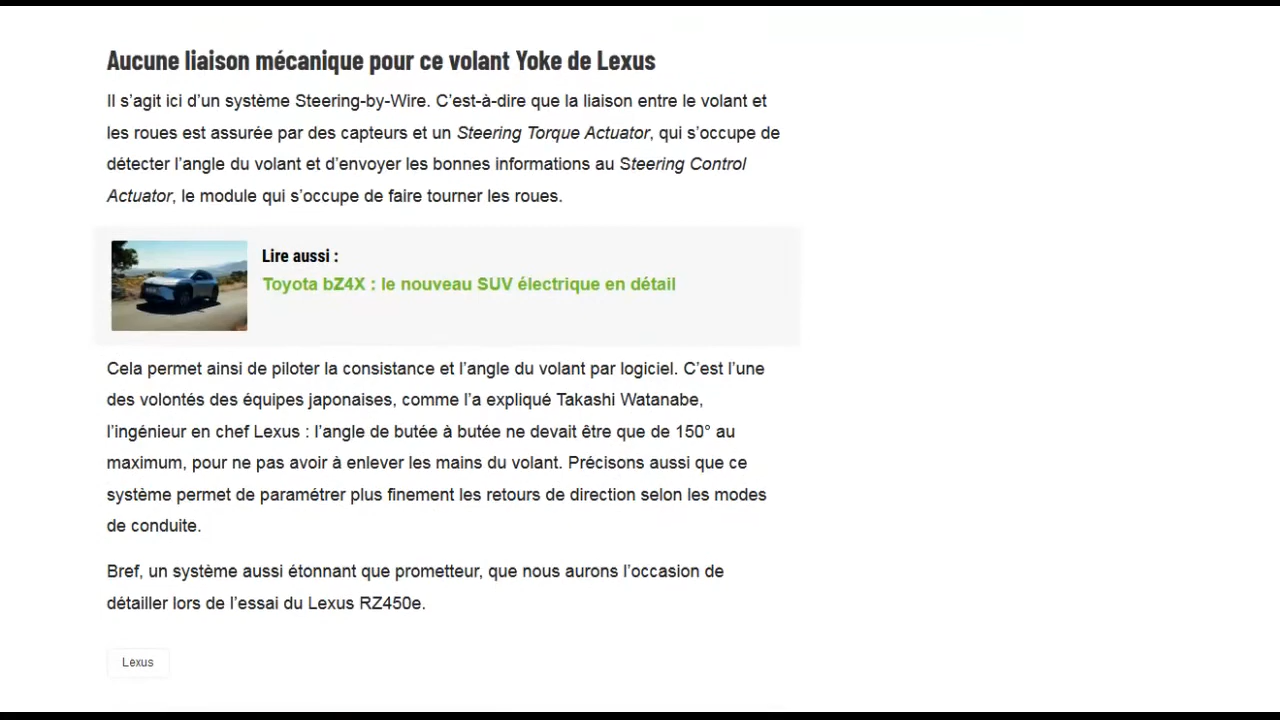 Aucune liaison mécanique pour ce volant Yoke de Lexus
Il s’agit ici d’un système Steering-by-Wire. C’est-à-dire que la liaison entre le volant et
les roues est assurée par des capteurs et un Steering Torque Actuator, qui s’occupe de
détecter l’angle du volant et d’envoyer les bonnes informations au Steering Control
Actuator, le module qui s’occupe de faire tourner les roues.
Lire aussi :
Toyota bZ4X : le nouveau SUV électrique en détail
Cela permet ainsi de piloter la consistance et l’angle du volant par logiciel. C’est l’une
des volontés des équipes japonaises, comme l’a expliqué Takashi Watanabe,
l’ingénieur en chef Lexus : l’angle de butée à butée ne devait être que de 150° au
maximum, pour ne pas avoir à enlever les mains du volant. Précisons aussi que ce
système permet de paramétrer plus finement les retours de direction selon les modes
de conduite.
Bref, un système aussi étonnant que prometteur, que nous aurons l’occasion de
détailler lors de l’essai du Lexus RZ450e.
Lexus